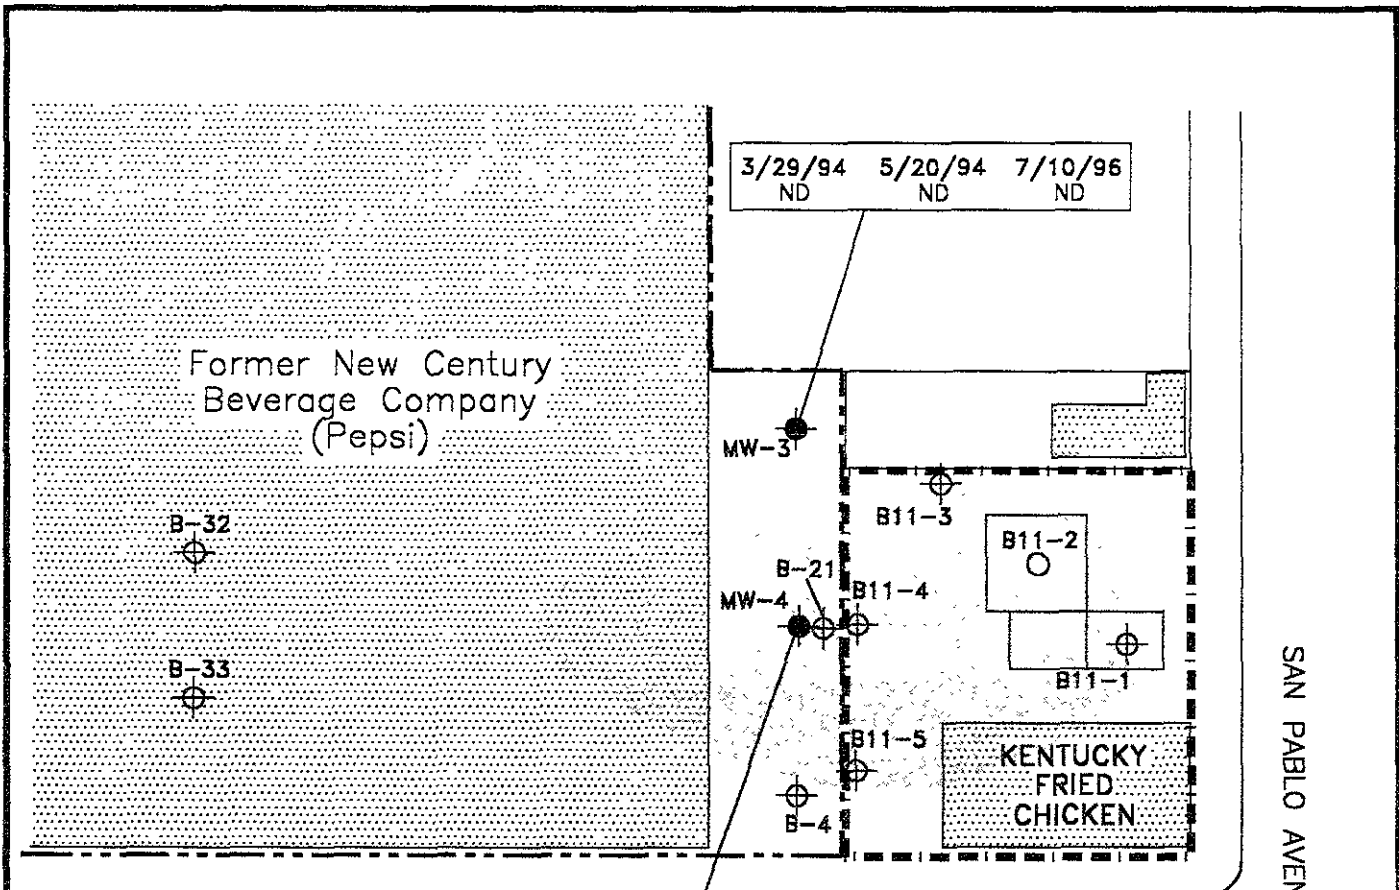 3/29/94 5/20/94 7/10/96
ND ND ND
Former New Century
Beverage Company
(Pepsi)
MW-3
B11-3
B-32
B11-2
B-21
B11-4
MW-4
B-33
B11-1
B11-5
KENTUCKY
FRIED
CHICKEN
B-4
SAN PABLO AVEN